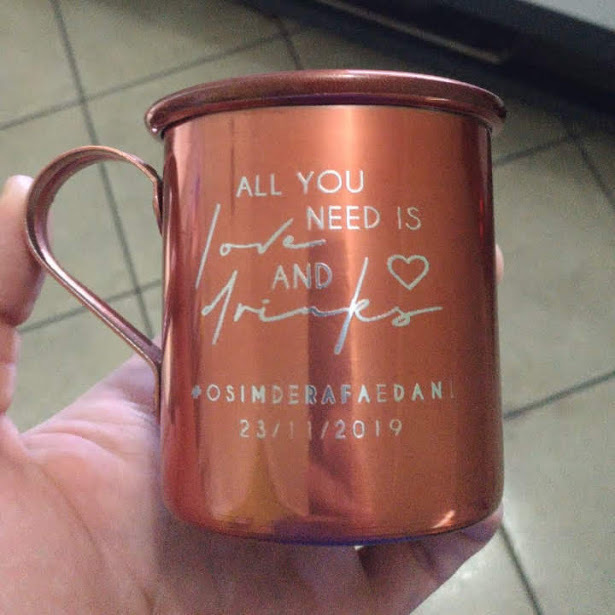 ALL YOU
NEED IS
love
AND
drinks
#OSIMDERAFAEDANI
23/11/2019